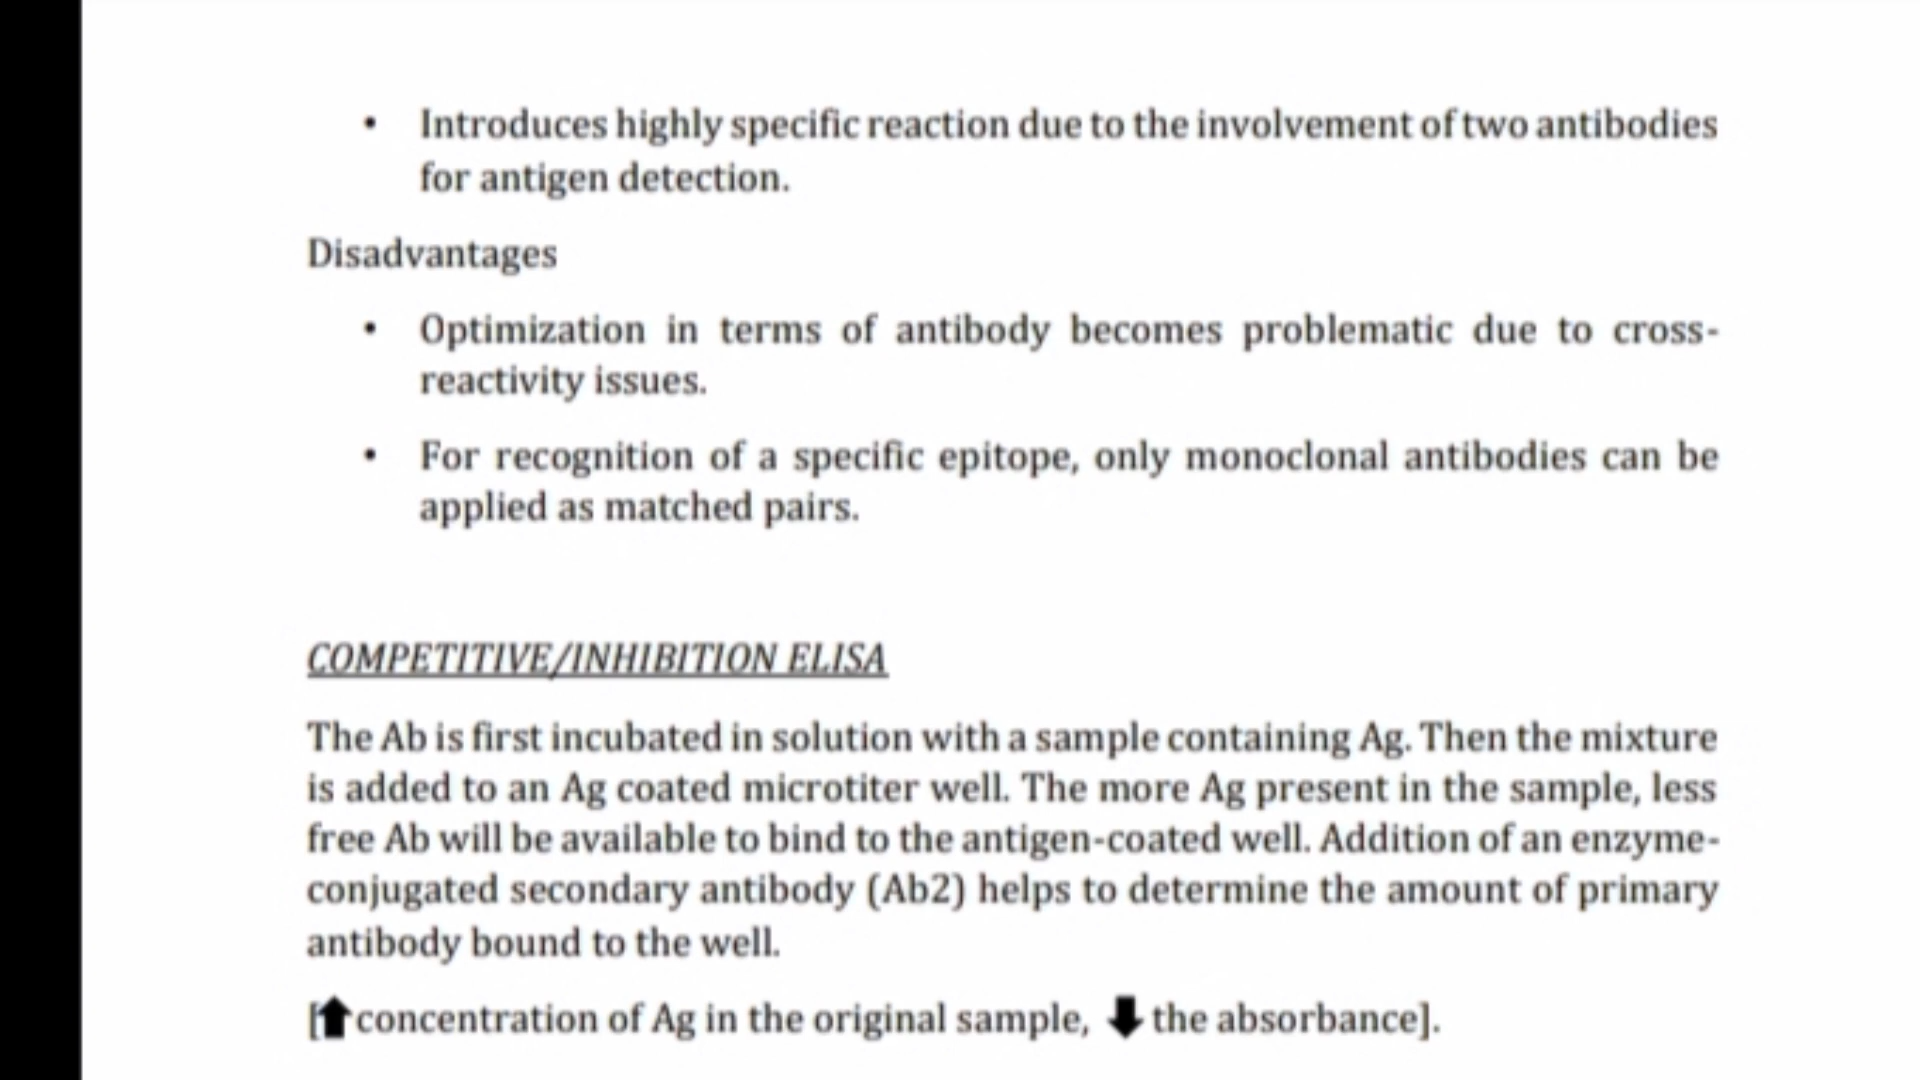 • Introduces highly specific reaction due to the involvement of two antibodies
for antigen detection.
Disadvantages
• Optimization in terms of antibody becomes problematic due to cross-
reactivity issues.
• For recognition of a specific epitope, only monoclonal antibodies can be
applied as matched pairs.
COMPETITIVE/INHIBITION ELISA
The Ab is first incubated in solution with a sample containing Ag. Then the mixture
is added to an Ag coated microtiter well. The more Ag present in the sample, less
free Ab will be available to bind to the antigen-coated well. Addition of an enzyme-
conjugated secondary antibody (Ab2) helps to determine the amount of primary
antibody bound to the well.
[⬆concentration of Ag in the original sample, ⬇ the absorbance].